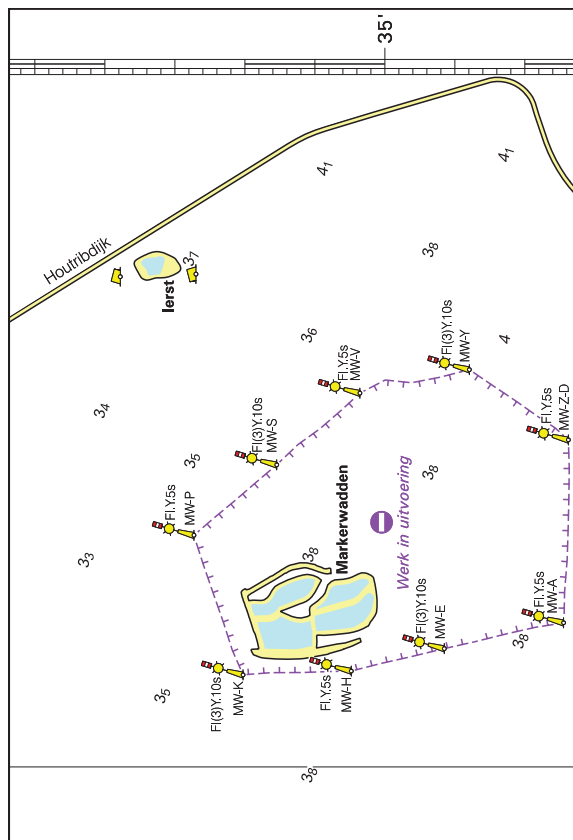 35'
4₁
4₁
Houtribdijk
3₈
3₇
Ierst
3₆
Fl(3)Y.10s
MW-Y
4
Fl.Y.5s
MW-V
3₄
Fl(3)Y.10s
MW-S
Fl.Y.5s
MW-Z-D
3₅
3₈
Fl.Y.5s
MW-P
Markerwadden
Werk in uitvoering
3₃
3₈
Fl.Y.5s
MW-A
Fl(3)Y.10s
MW-E
3₈
Fl(3)Y.10s
MW-K
Fl.Y.5s
MW-H
3₅
3₈